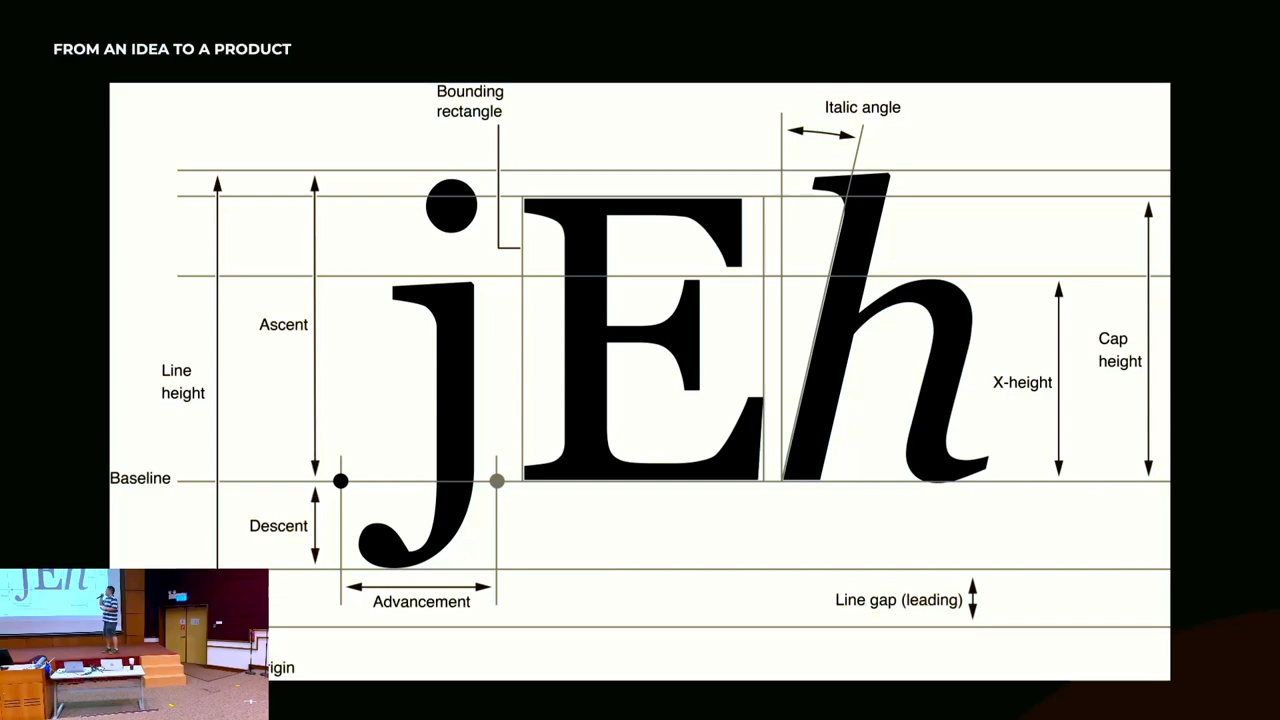 FROM AN IDEA TO A PRODUCT
Bounding
rectangle
Italic angle
jEh
Ascent
Line
height
Cap
height
X-height
Baseline
Descent
Advancement
Line gap (leading)